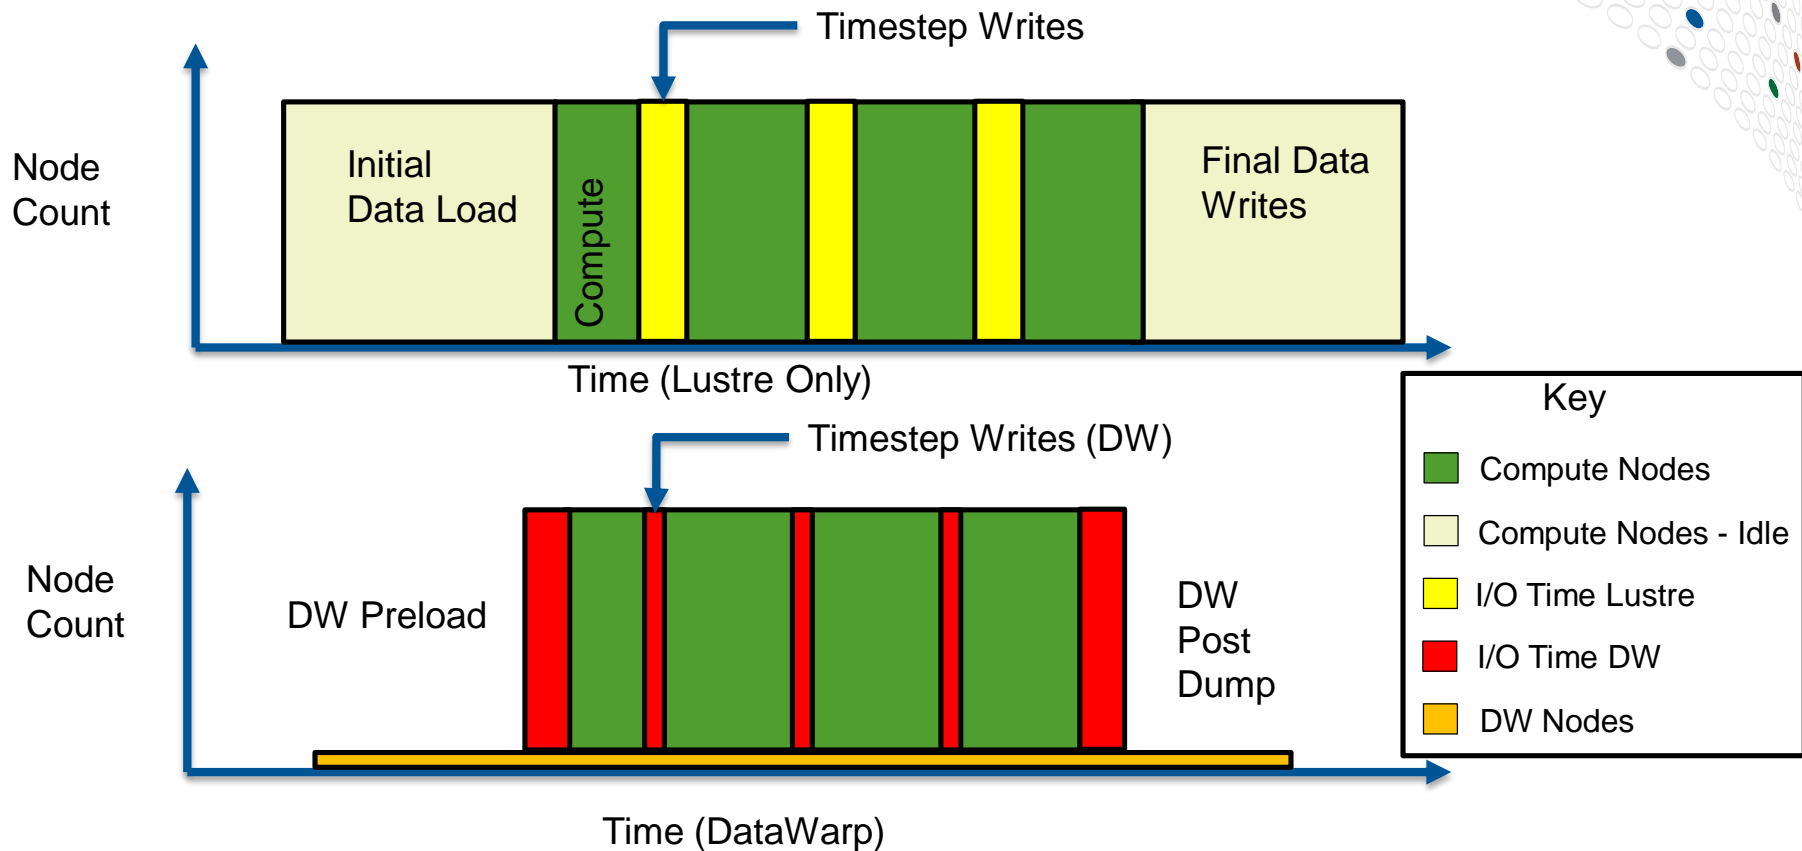 Timestep Writes
Node
Count
Initial
Data Load
Compute
Final Data
Writes
Time (Lustre Only)
Timestep Writes (DW)
Node
Count
DW Preload
DW
Post
Dump
Time (DataWarp)
Key
Compute Nodes
Compute Nodes - Idle
I/O Time Lustre
I/O Time DW
DW Nodes